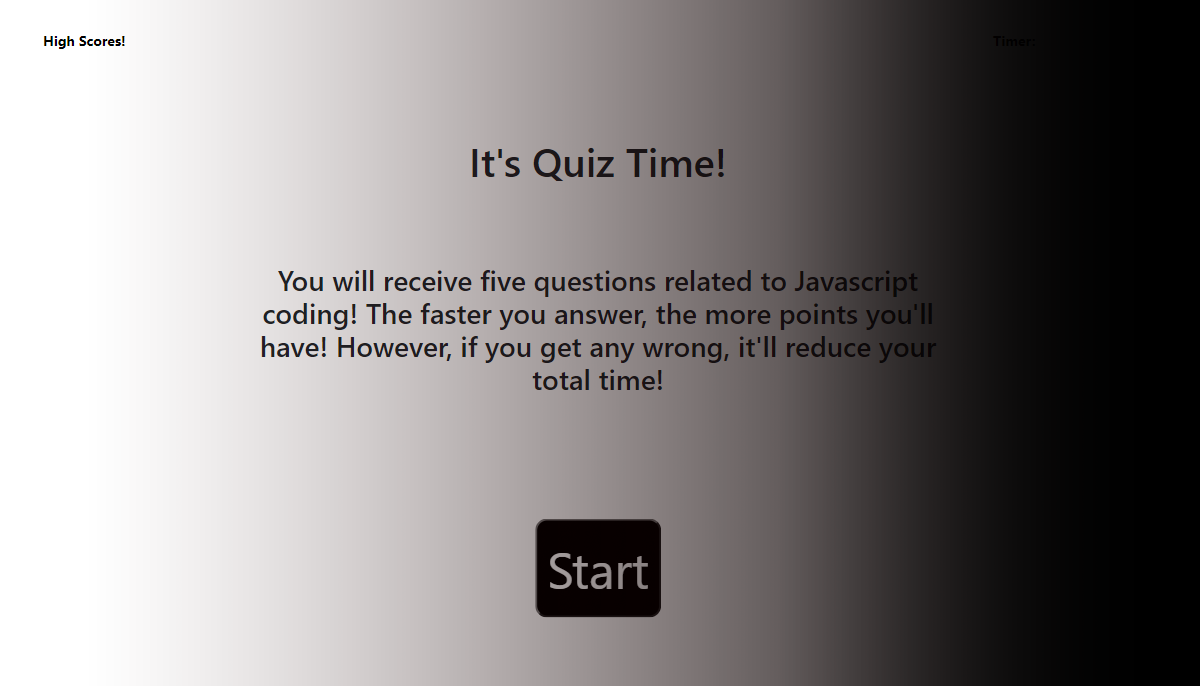 High Scores!
Timer:
It's Quiz Time!
You will receive five questions related to Javascript
coding! The faster you answer, the more points you'll
have! However, if you get any wrong, it'll reduce your
total time!
Start